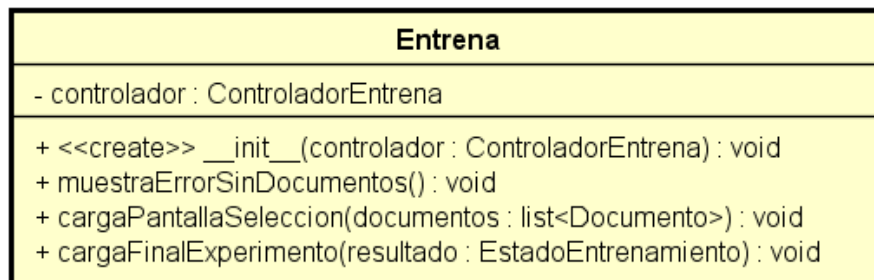 Entrena
- controlador : ControladorEntrena
+ <<create>> __init__(controlador : ControladorEntrena) : void
+ muestraErrorSinDocumentos() : void
+ cargaPantallaSeleccion(documentos : list<Documento>) : void
+ cargaFinalExperimento(resultado : EstadoEntrenamiento) : void